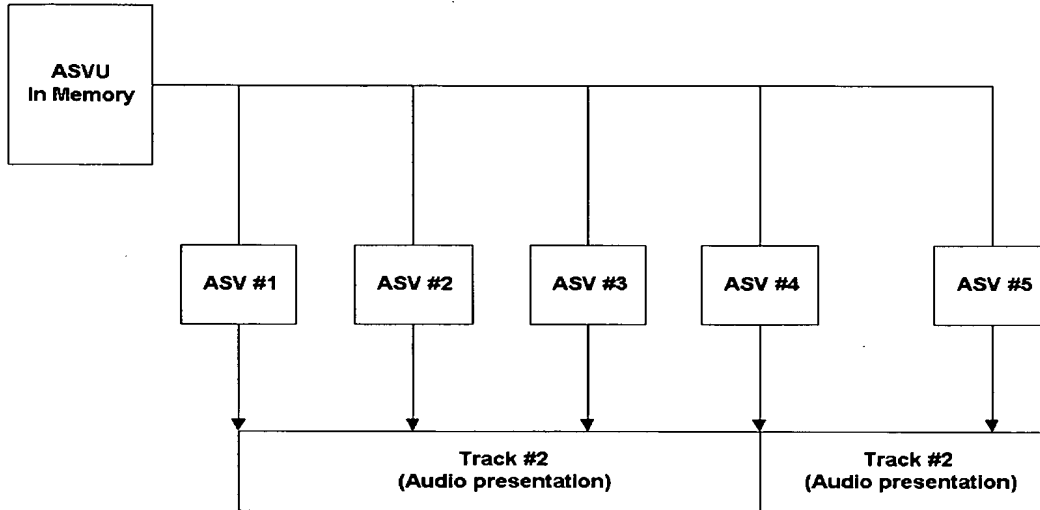 ASVU
In Memory
ASV #1
ASV #2
ASV #3
ASV #4
ASV #5
Track #2
(Audio presentation)
Track #2
(Audio presentation)